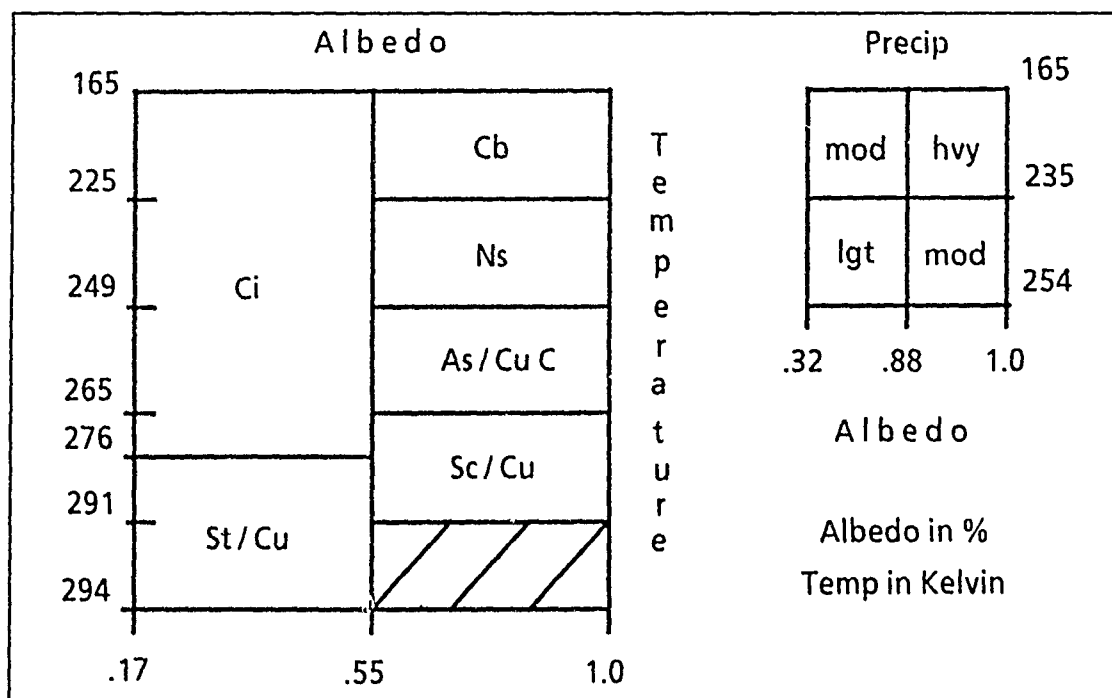 Albedo
165
225
249
265
276
291
294
Ci
St / Cu
Cb
Ns
As / Cu C
Sc / Cu
.17 .55 1.0
Temperature
Precip
165
mod hvy
235
lgt mod
254
.32 .88 1.0
Albedo
Albedo in %
Temp in Kelvin